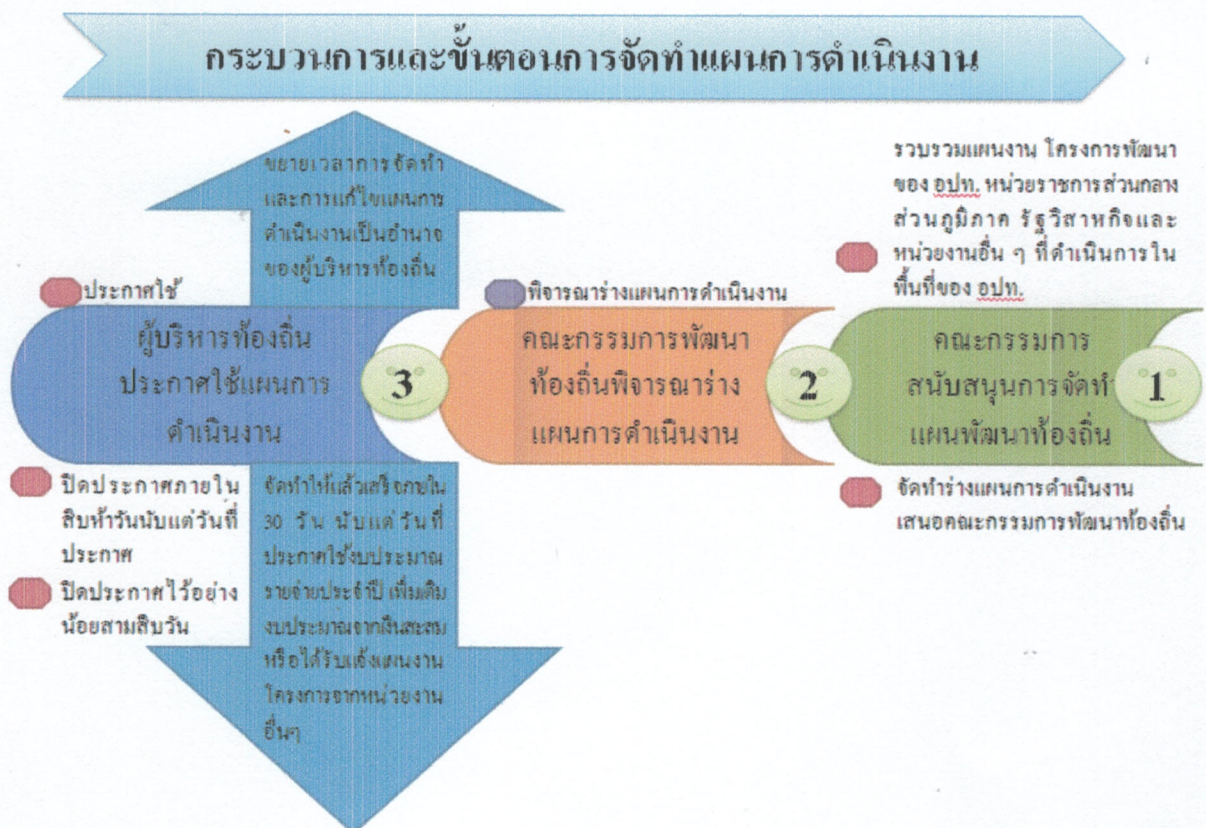 กระบวนการและขั้นตอนการจัดทำแผนการดำเนินงาน
ขยายเวลาการจัดทำ
และการแก้ไขแผนการ
ดำเนินงานเป็นอำนาจ
ของผู้บริหารท้องถิ่น
รวบรวมแผนงาน โครงการพัฒนา
ของ อปท. หน่วยราชการส่วนกลาง
ส่วนภูมิภาค รัฐวิสาหกิจและ
หน่วยงานอื่น ๆ ที่ดำเนินการใน
พื้นที่ของ อปท.
ประกาศใช้
พิจารณาร่างแผนการดำเนินงาน
ผู้บริหารท้องถิ่น
ประกาศใช้แผนการ
ดำเนินงาน
3
คณะกรรมการพัฒนา
ท้องถิ่นพิจารณาร่าง
แผนการดำเนินงาน
2
คณะกรรมการ
สนับสนุนการจัดทำ
แผนพัฒนาท้องถิ่น
1
ปิดประกาศภายใน
สิบห้าวันนับแต่วันที่
ประกาศ
ปิดประกาศไว้อย่าง
น้อยสามสิบวัน
จัดทำให้แล้วเสร็จภายใน
30 วัน นับแต่วันที่
ประกาศใช้งบประมาณ
รายจ่ายประจำปี เพิ่มเติม
งบประมาณจากเงินสะสม
หรือได้รับแจ้งแผนงาน
โครงการจากหน่วยงาน
อื่นๆ
จัดทำร่างแผนการดำเนินงาน
เสนอคณะกรรมการพัฒนาท้องถิ่น